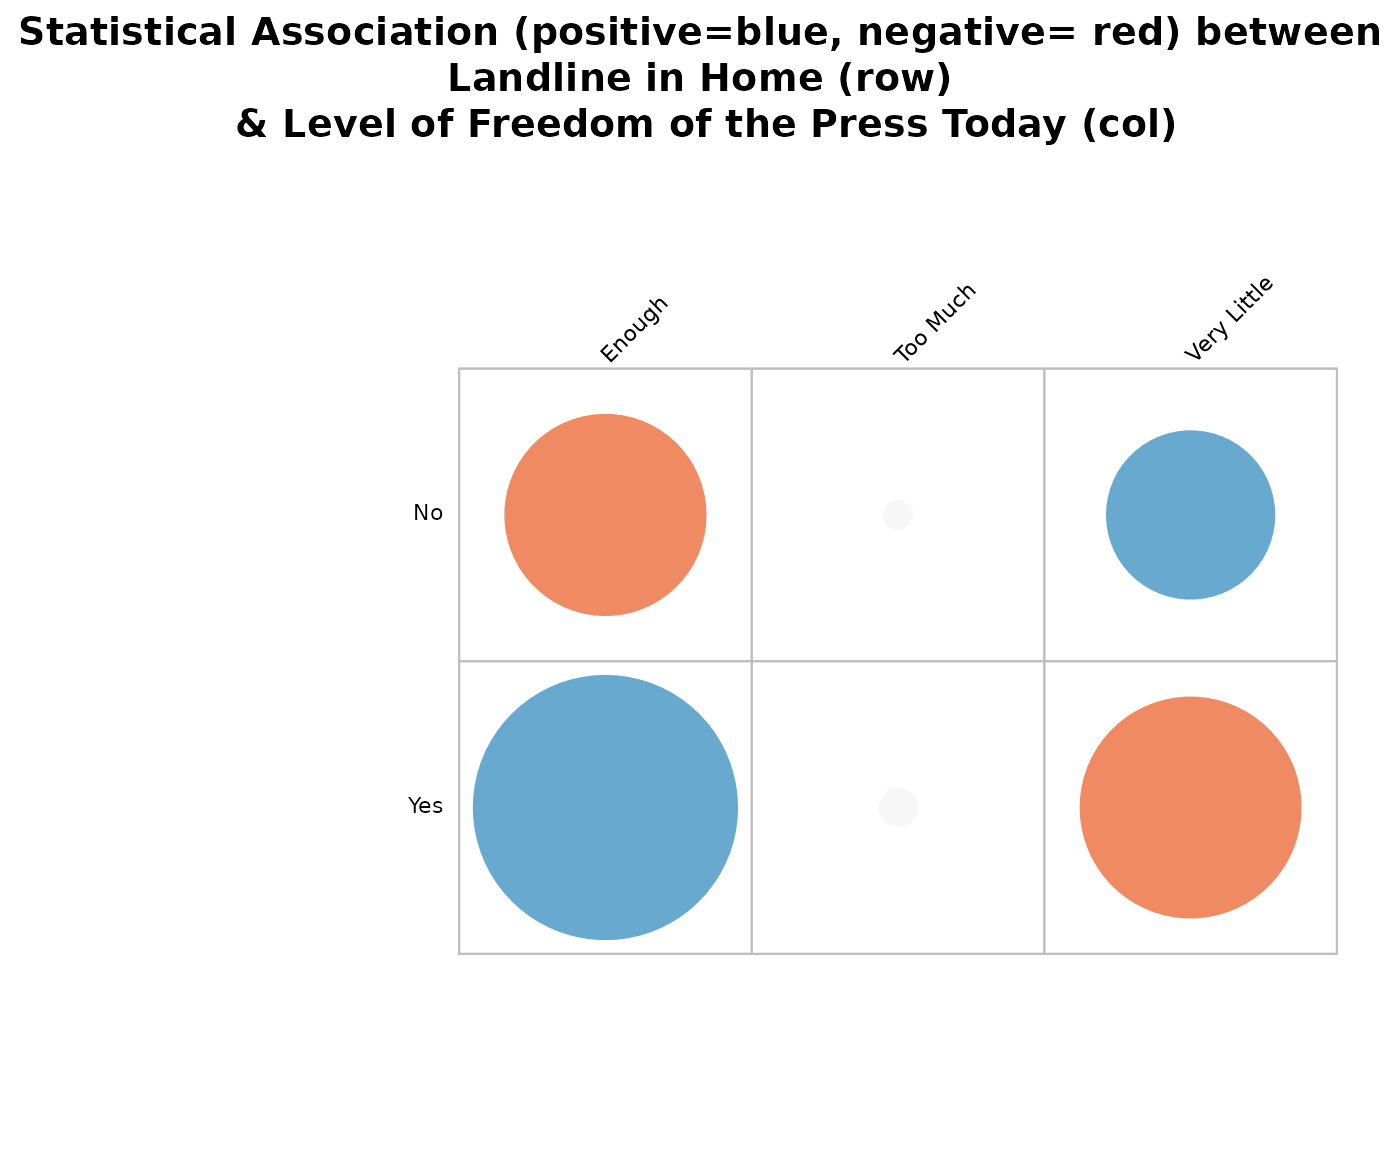 Statistical Association (positive=blue, negative= red) between
Landline in Home (row)
& Level of Freedom of the Press Today (col)
Enough
Too Much
Very Little
No
Yes